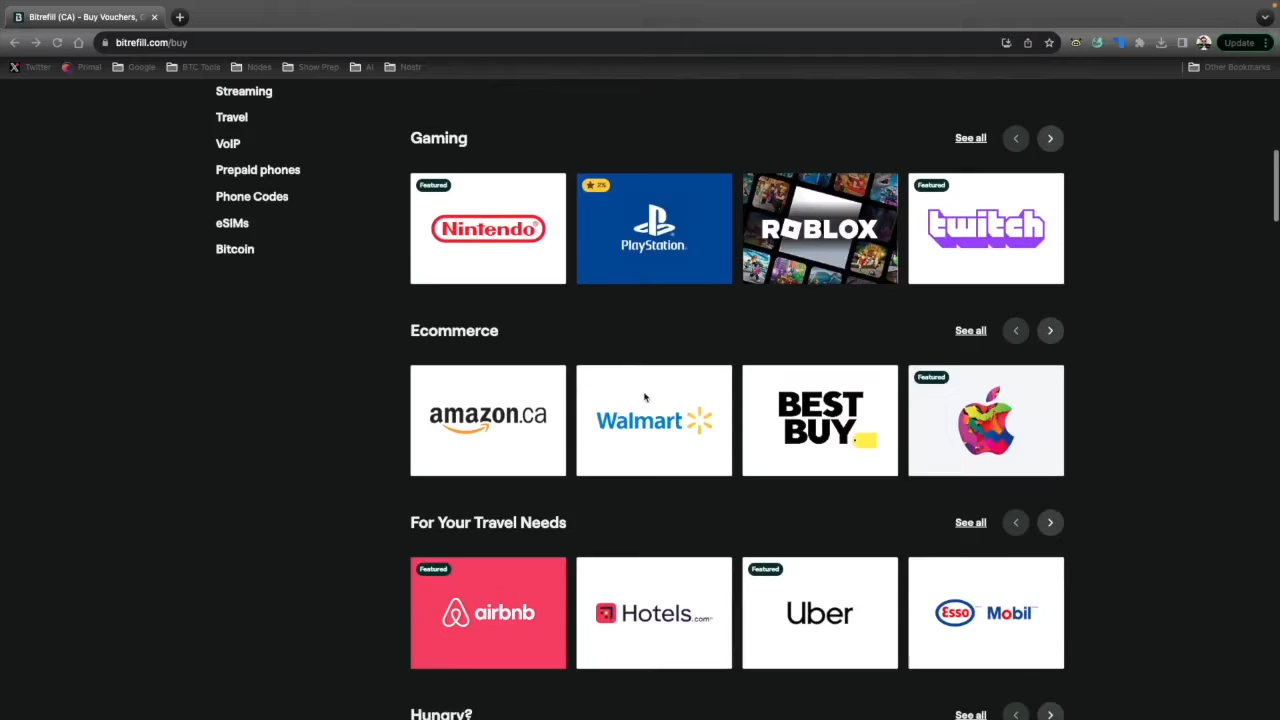 Bitrefill (CA) - Buy Vouchers, G
bitrefill.com/buy
Update
Twitter
Primal
Google
BTC Tools
Nodes
Show Prep
AI
Nostr
Other Bookmarks
Streaming
Travel
VoIP
Prepaid phones
Phone Codes
eSIMs
Bitcoin
Gaming
See all
Featured
Nintendo®
2%
PlayStation
ROBLOX
Featured
twitch
Ecommerce
See all
amazon.ca
Walmart
BEST
BUY
Featured
For Your Travel Needs
See all
Featured
airbnb
Hotels.com
Featured
Uber
Esso
Mobil
Hungry?
See all